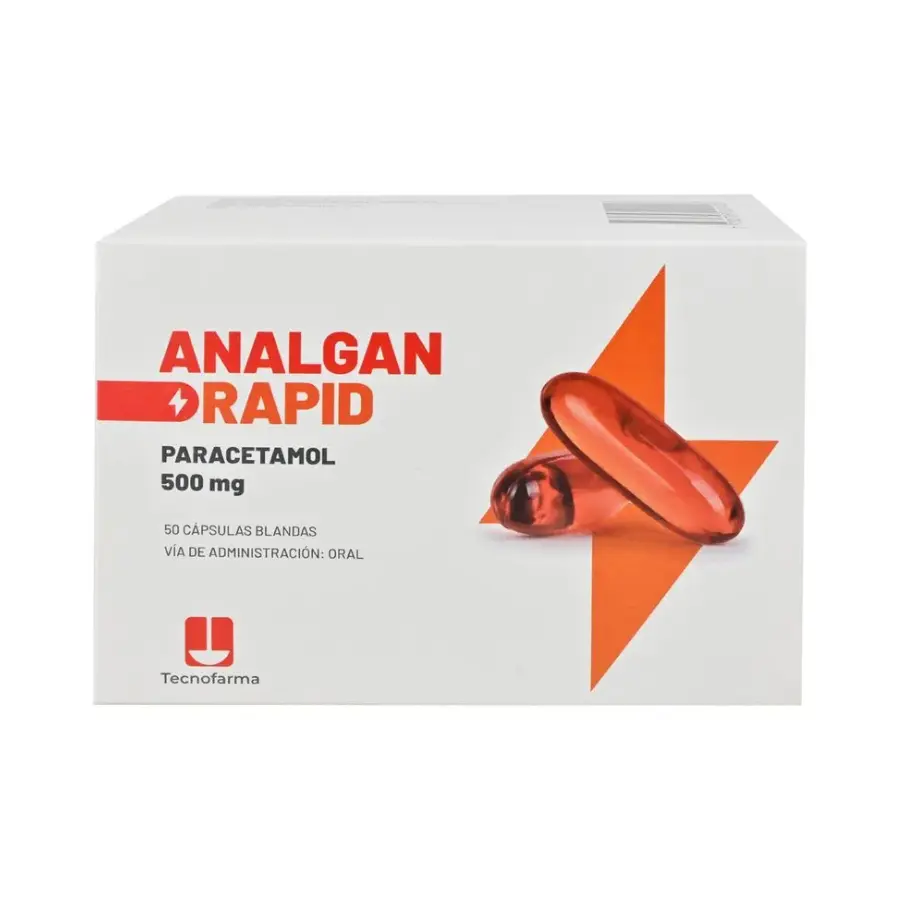 ANALGAN
RAPID
PARACETAMOL
500 mg
50 CÁPSULAS BLANDAS
VÍA DE ADMINISTRACIÓN: ORAL
Tecnofarma